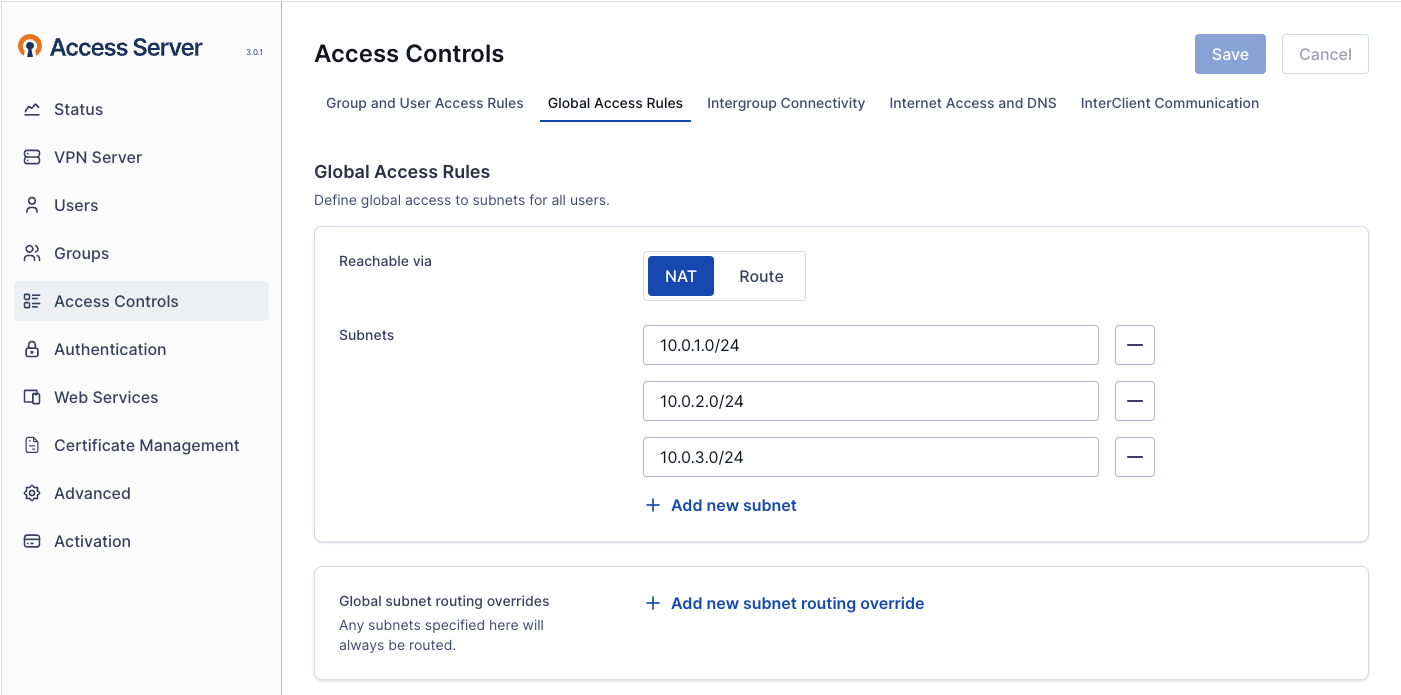 Access Server
3.0.1
Status
VPN Server
Users
Groups
Access Controls
Authentication
Web Services
Certificate Management
Advanced
Activation
Access Controls
Save
Cancel
Group and User Access Rules
Global Access Rules
Intergroup Connectivity
Internet Access and DNS
InterClient Communication
Global Access Rules
Define global access to subnets for all users.
Reachable via
NAT
Route
Subnets
10.0.1.0/24
10.0.2.0/24
10.0.3.0/24
Add new subnet
Global subnet routing overrides
Any subnets specified here will
always be routed.
Add new subnet routing override